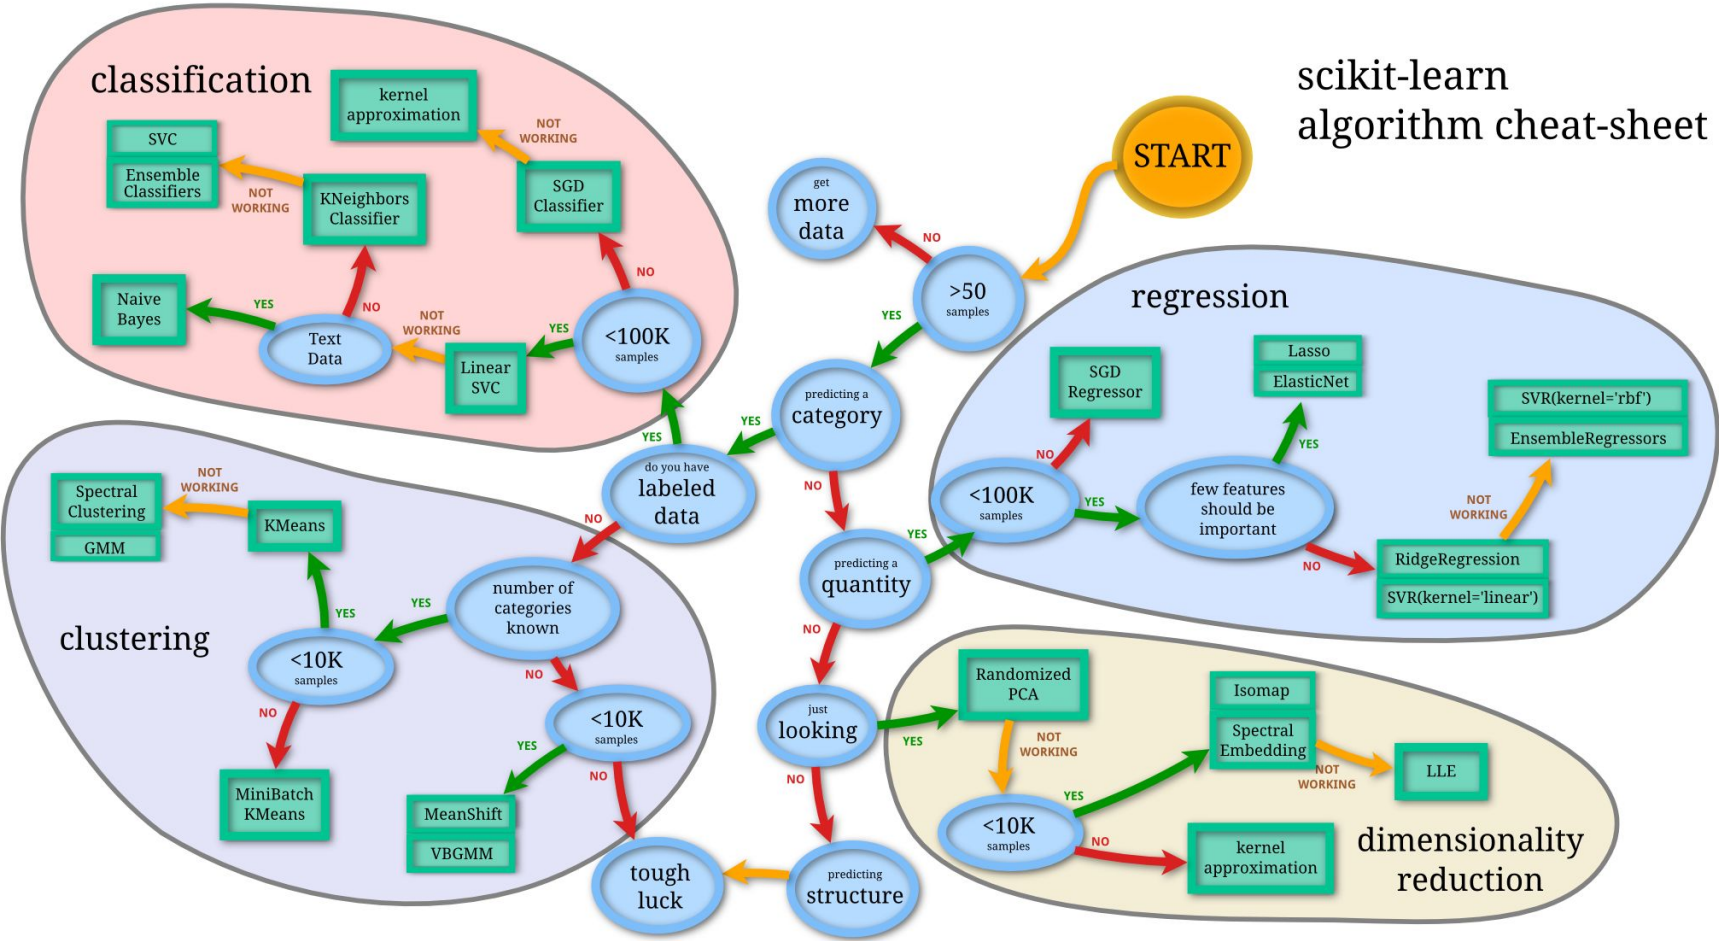 scikit-learn
algorithm cheat-sheet
START
get
more
data
NO
>50
samples
YES
predicting a
category
YES
NO
do you have
labeled
data
YES
NO
predicting a
quantity
YES
NO
just
looking
YES
NO
predicting
structure
tough
luck
classification
kernel
approximation
NOT
WORKING
SVC
Ensemble
Classifiers
NOT
WORKING
KNeighbors
Classifier
SGD
Classifier
NO
Naive
Bayes
YES
NO
Text
Data
NOT
WORKING
Linear
SVC
YES
<100K
samples
regression
SGD
Regressor
NO
<100K
samples
YES
Lasso
ElasticNet
YES
few features
should be
important
NO
SVR(kernel='rbf')
EnsembleRegressors
NOT
WORKING
RidgeRegression
SVR(kernel='linear')
clustering
Spectral
Clustering
GMM
NOT
WORKING
KMeans
YES
<10K
samples
NO
MiniBatch
KMeans
YES
number of
categories
known
NO
<10K
samples
YES
NO
MeanShift
VBGMM
dimensionality
reduction
Randomized
PCA
NOT
WORKING
<10K
samples
YES
NO
Isomap
Spectral
Embedding
NOT
WORKING
LLE
kernel
approximation